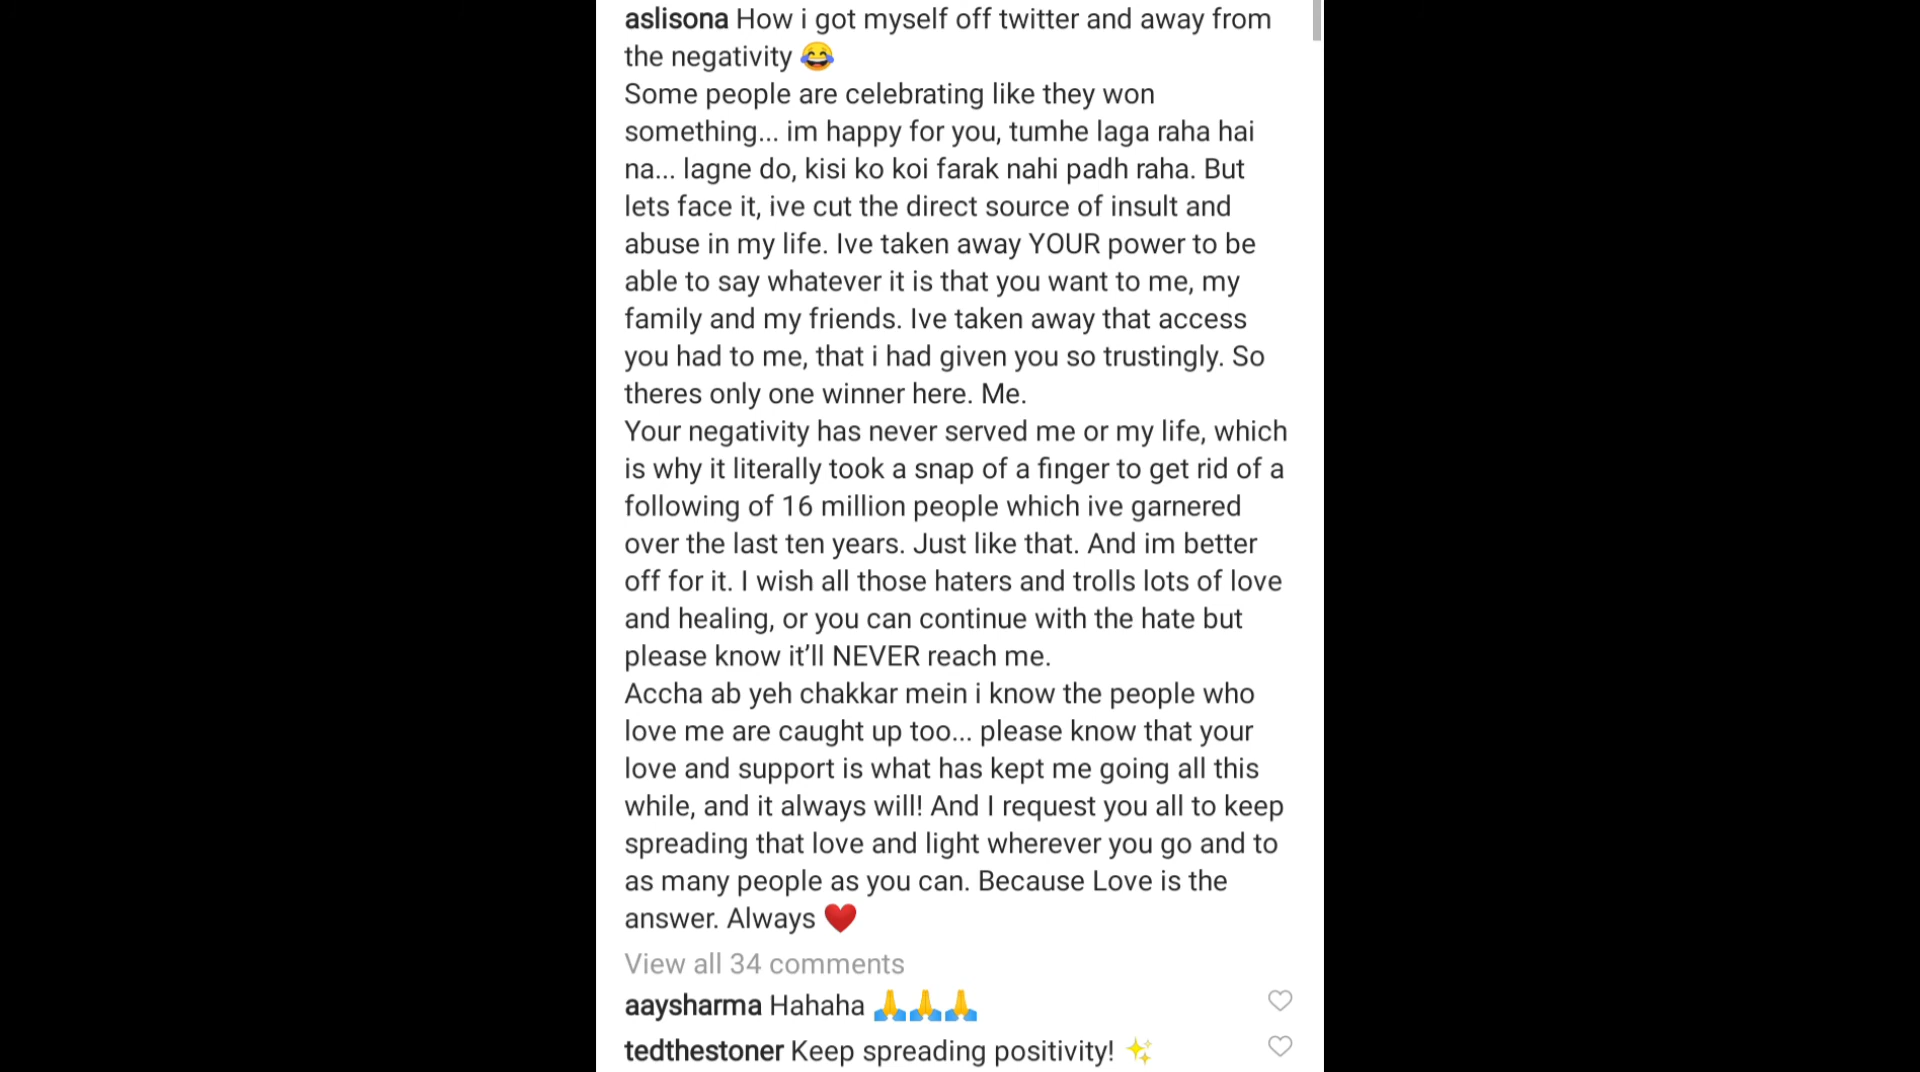 aslisona How i got myself off twitter and away from
the negativity 😂
Some people are celebrating like they won
something... im happy for you, tumhe laga raha hai
na... lagne do, kisi ko koi farak nahi padh raha. But
lets face it, ive cut the direct source of insult and
abuse in my life. Ive taken away YOUR power to be
able to say whatever it is that you want to me, my
family and my friends. Ive taken away that access
you had to me, that i had given you so trustingly. So
theres only one winner here. Me.
Your negativity has never served me or my life, which
is why it literally took a snap of a finger to get rid of a
following of 16 million people which ive garnered
over the last ten years. Just like that. And im better
off for it. I wish all those haters and trolls lots of love
and healing, or you can continue with the hate but
please know it’ll NEVER reach me.
Accha ab yeh chakkar mein i know the people who
love me are caught up too... please know that your
love and support is what has kept me going all this
while, and it always will! And I request you all to keep
spreading that love and light wherever you go and to
as many people as you can. Because Love is the
answer. Always ❤️
View all 34 comments
aaysharma Hahaha 🙏🙏🙏
tedthestoner Keep spreading positivity! ✨